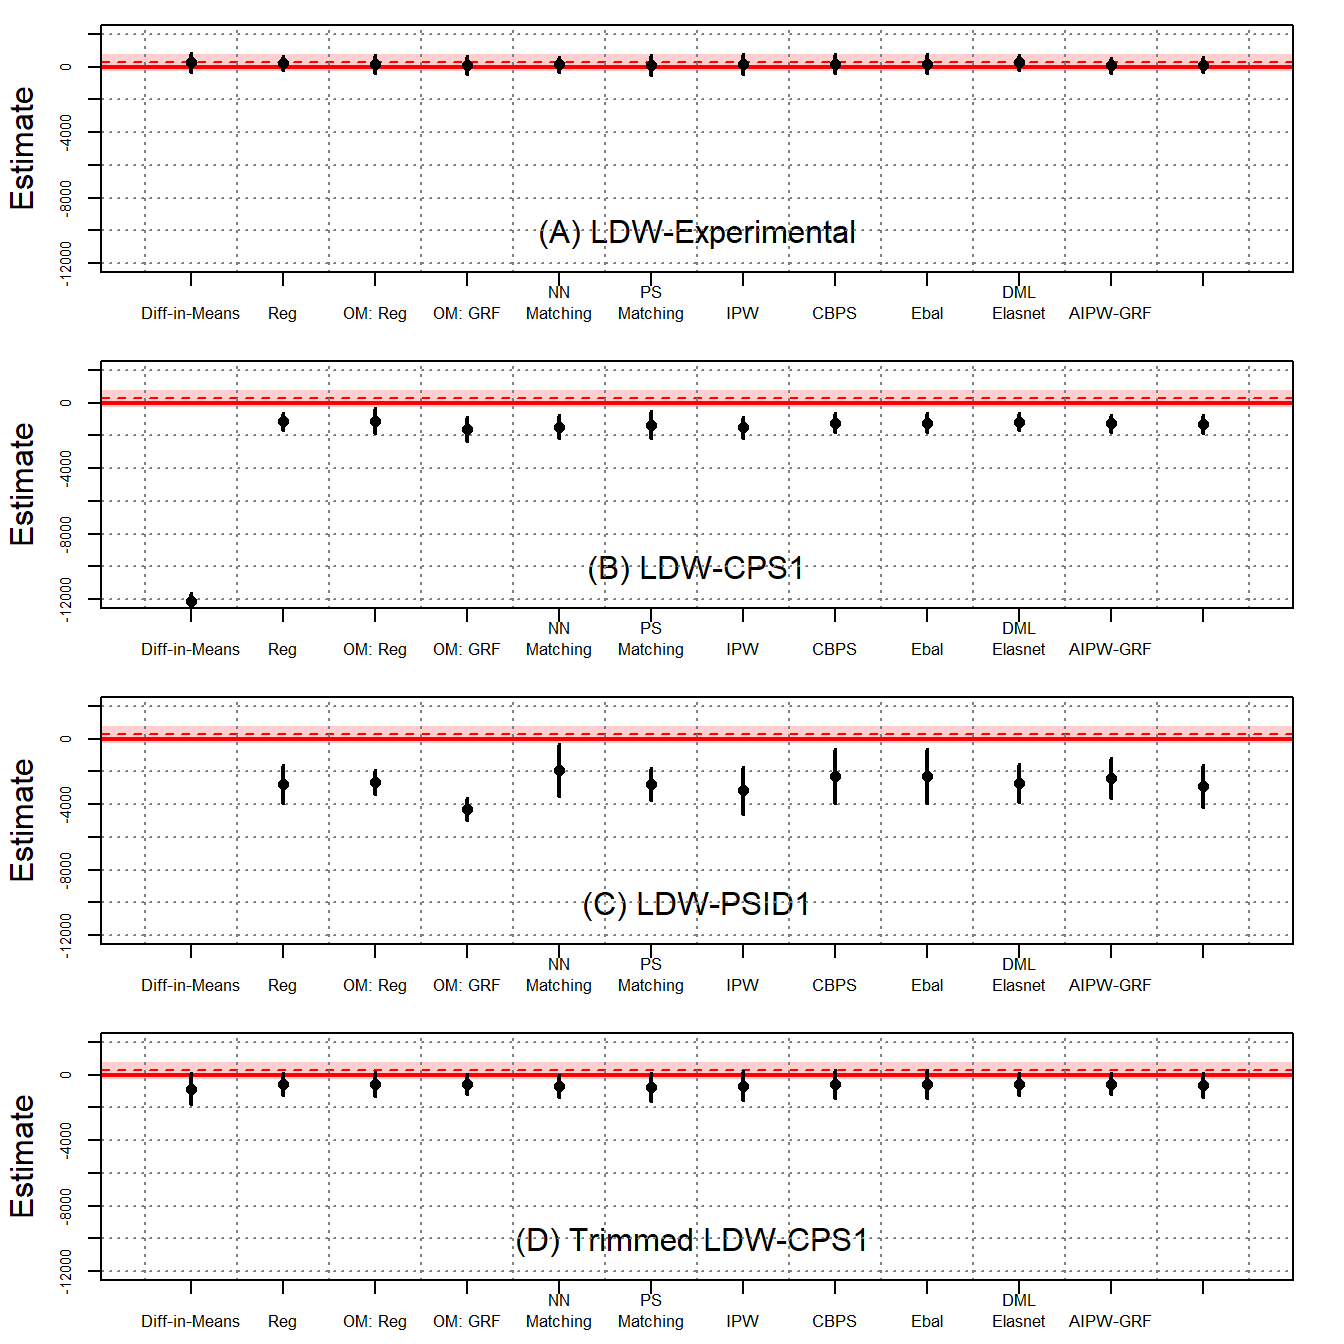 Estimate
0
-4000
-8000
-12000
(A) LDW-Experimental
NN PS DML
Diff-in-Means Reg OM: Reg OM: GRF Matching Matching IPW CBPS Ebal Elasnet AIPW-GRF
Estimate
0
-4000
-8000
-12000
(B) LDW-CPS1
NN PS DML
Diff-in-Means Reg OM: Reg OM: GRF Matching Matching IPW CBPS Ebal Elasnet AIPW-GRF
Estimate
0
-4000
-8000
-12000
(C) LDW-PSID1
NN PS DML
Diff-in-Means Reg OM: Reg OM: GRF Matching Matching IPW CBPS Ebal Elasnet AIPW-GRF
Estimate
0
-4000
-8000
-12000
(D) Trimmed LDW-CPS1
NN PS DML
Diff-in-Means Reg OM: Reg OM: GRF Matching Matching IPW CBPS Ebal Elasnet AIPW-GRF